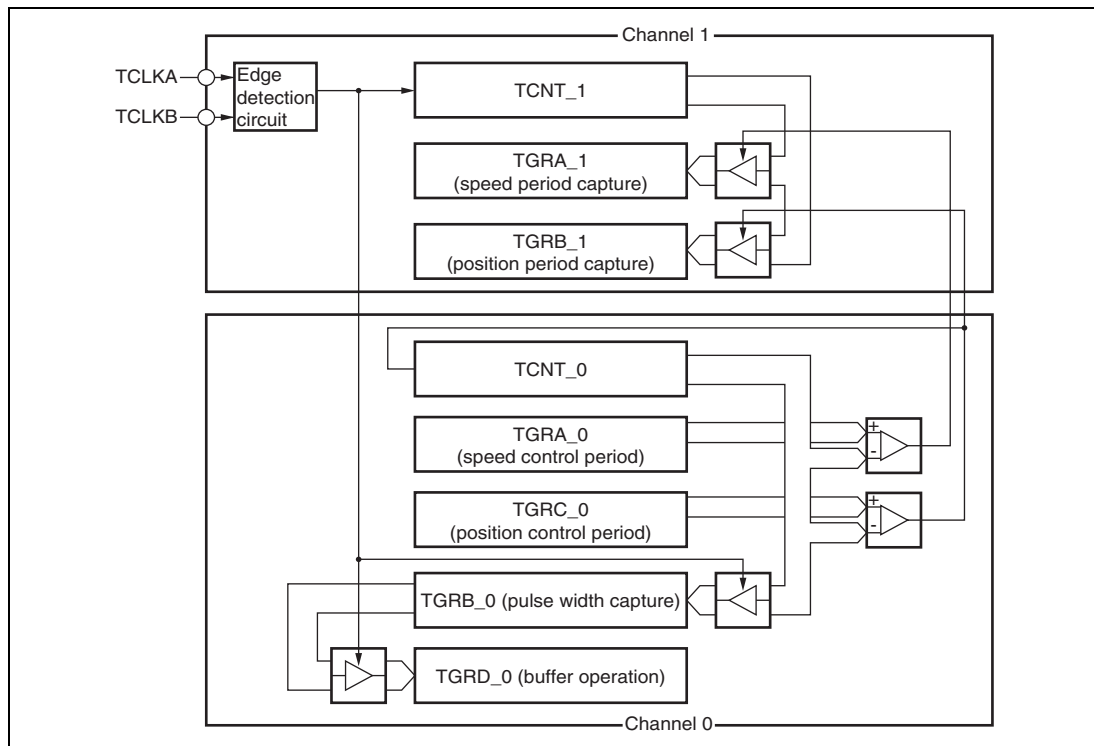 Channel 1
TCLKA
TCLKB
Edge
detection
circuit
TCNT_1
TGRA_1
(speed period capture)
TGRB_1
(position period capture)
TCNT_0
TGRA_0
(speed control period)
+
-
TGRC_0
(position control period)
+
-
TGRB_0 (pulse width capture)
TGRD_0 (buffer operation)
Channel 0